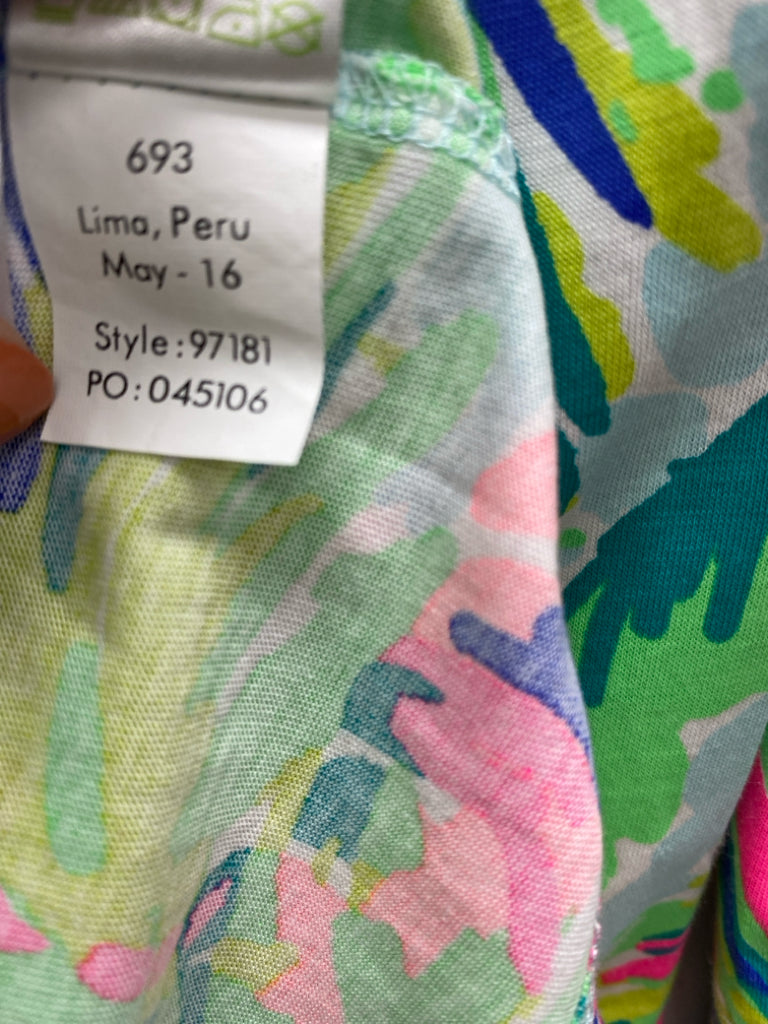 693
Lima, Peru
May - 16
Style : 97181
PO : 045106